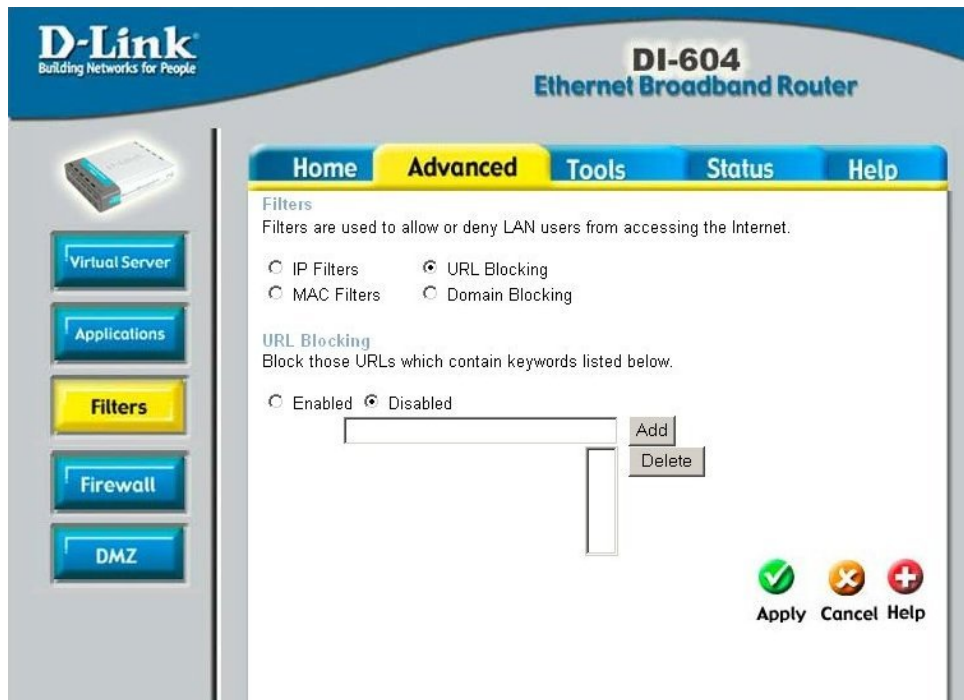 D-Link
Building Networks for People
DI-604
Ethernet Broadband Router
Home Advanced Tools Status Help
Virtual Server
Applications
Filters
Firewall
DMZ
Filters
Filters are used to allow or deny LAN users from accessing the Internet.
IP Filters URL Blocking
MAC Filters Domain Blocking
URL Blocking
Block those URLs which contain keywords listed below.
Enabled Disabled
Add
Delete
Apply Cancel Help